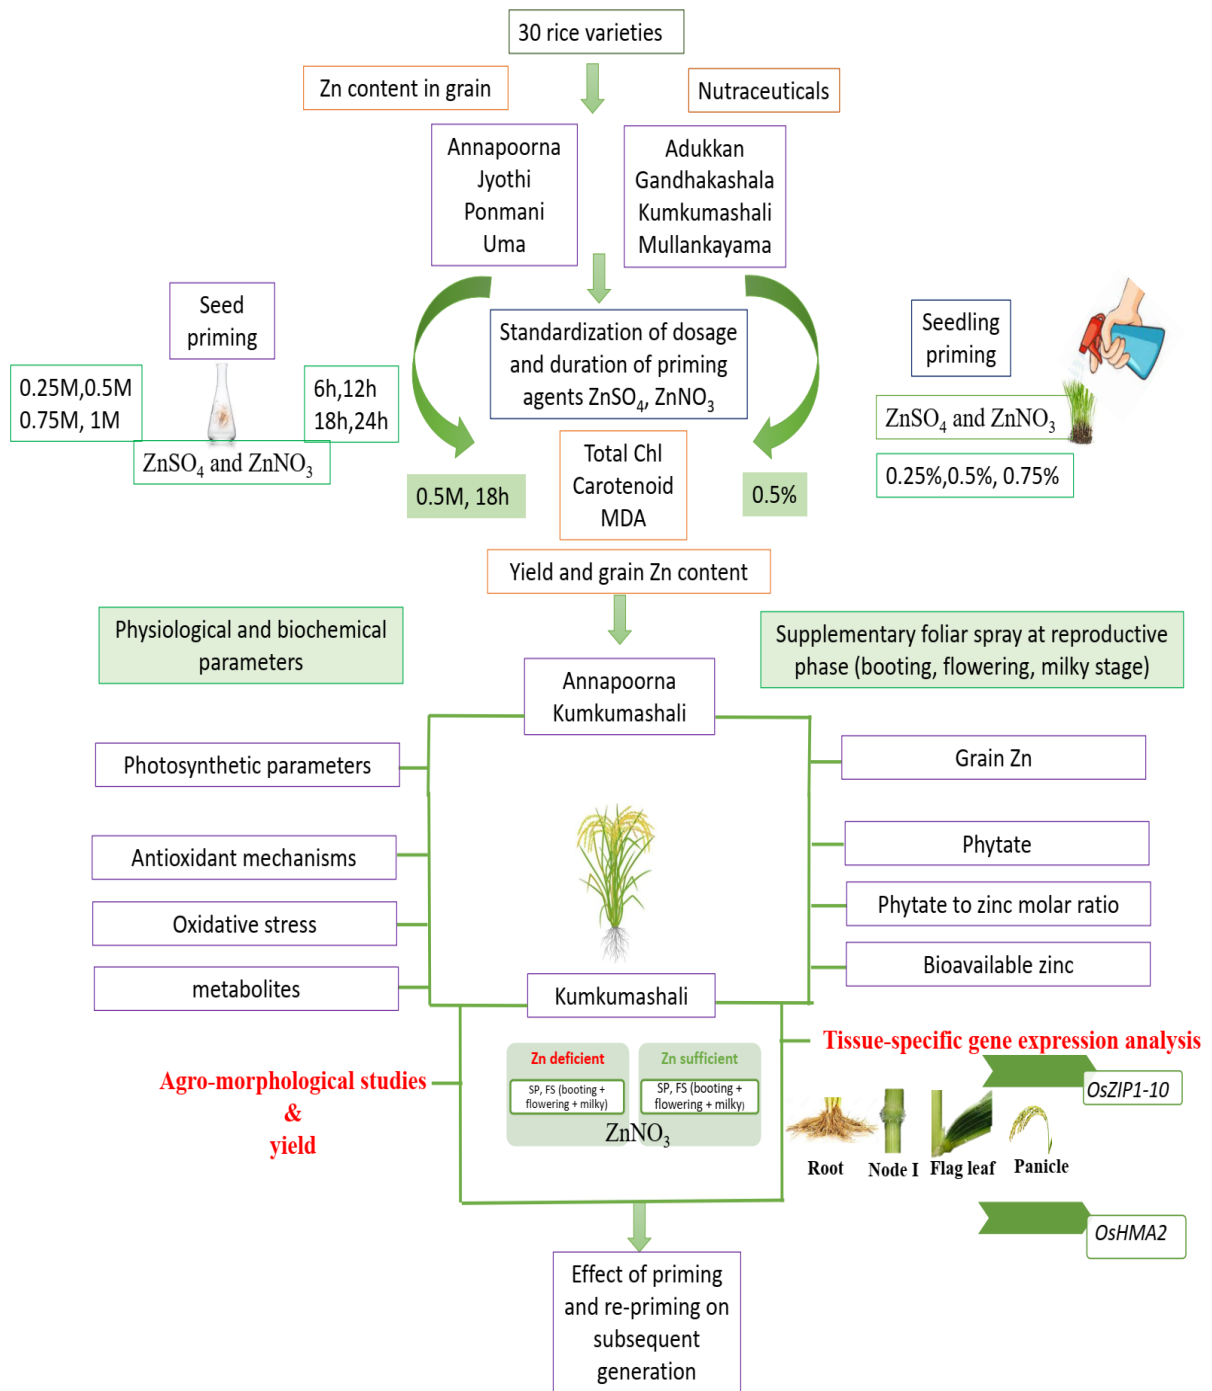 30 rice varieties
Zn content in grain
Nutraceuticals
Annapoorna
Jyothi
Ponmani
Uma
Adukkan
Gandhakashala
Kumkumashali
Mullankayama
Seed
priming
0.25M,0.5M
0.75M, 1M
6h,12h
18h,24h
ZnSO₄ and ZnNO₃
Standardization of dosage
and duration of priming
agents ZnSO₄, ZnNO₃
Seedling
priming
ZnSO₄ and ZnNO₃
0.25%,0.5%, 0.75%
0.5M, 18h
Total Chl
Carotenoid
MDA
0.5%
Yield and grain Zn content
Physiological and biochemical
parameters
Supplementary foliar spray at reproductive
phase (booting, flowering, milky stage)
Annapoorna
Kumkumashali
Photosynthetic parameters
Antioxidant mechanisms
Oxidative stress
metabolites
Grain Zn
Phytate
Phytate to zinc molar ratio
Bioavailable zinc
Kumkumashali
Zn deficient
SP, FS (booting +
flowering + milky)
Zn sufficient
SP, FS (booting +
flowering + milky)
ZnNO₃
Agro-morphological studies
&
yield
Tissue-specific gene expression analysis
OsZIP1-10
Root
Node I
Flag leaf
Panicle
OsHMA2
Effect of priming
and re-priming on
subsequent
generation